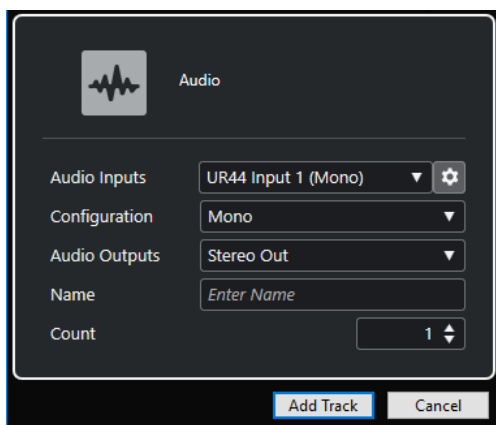 Audio
Audio Inputs UR44 Input 1 (Mono)
Configuration Mono
Audio Outputs Stereo Out
Name Enter Name
Count 1
Add Track Cancel